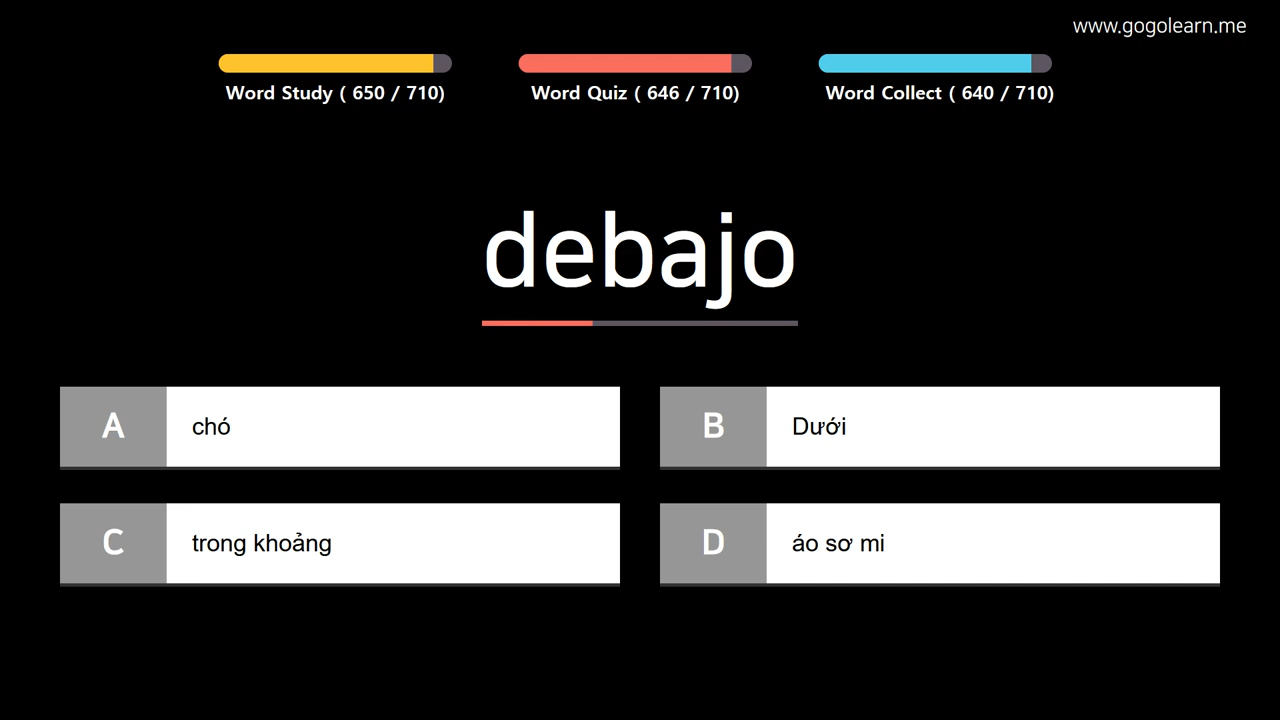 www.gogolearn.me
Word Study ( 650 / 710)
Word Quiz ( 646 / 710)
Word Collect ( 640 / 710)
debajo
A
chó
B
Dưới
C
trong khoảng
D
áo sơ mi